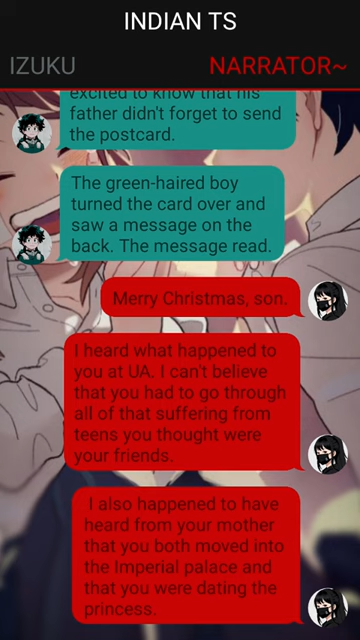 INDIAN TS
IZUKU NARRATOR~
excited to know that his
father didn't forget to send
the postcard.
The green-haired boy
turned the card over and
saw a message on the
back. The message read.
Merry Christmas, son.
I heard what happened to
you at UA. I can't believe
that you had to go through
all of that suffering from
teens you thought were
your friends.
I also happened to have
heard from your mother
that you both moved into
the Imperial palace and
that you were dating the
princess.